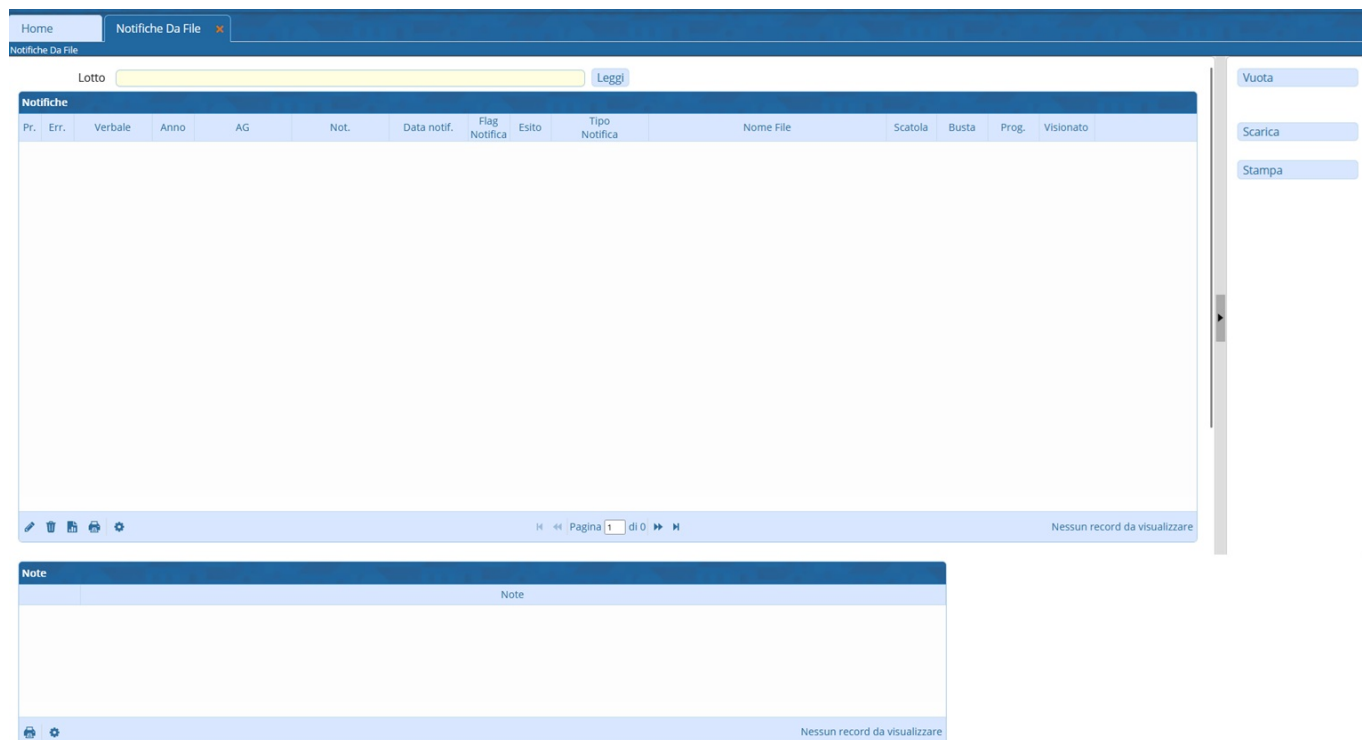 Home Notifiche Da File
Notifiche Da File
Lotto Leggi
Vuota
Notifiche
Pr. Err. Verbale Anno AG Not. Data notif. Flag Notifica Esito Tipo Notifica Nome File Scatola Busta Prog. Visionato
Scarica
Stampa
Pagina 1 di 0 Nessun record da visualizzare
Note
Note
Nessun record da visualizzare